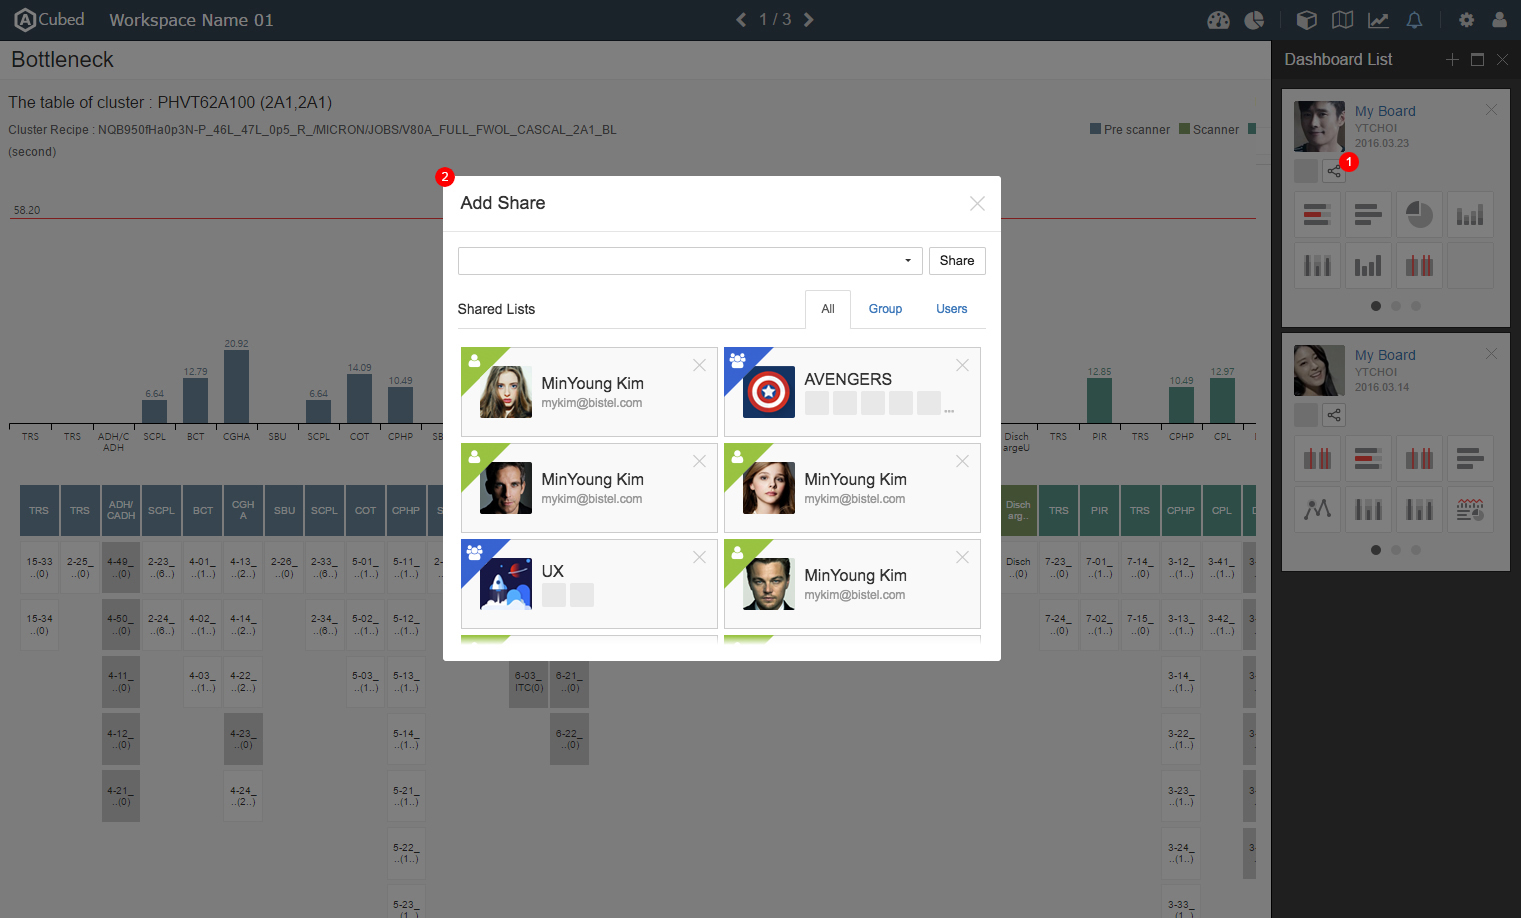 A Cubed
Workspace Name 01
1 / 3
Bottleneck
The table of cluster : PHVT62A100 (2A1,2A1)
Cluster Recipe : NQB950fHa0p3N-P_46L_47L_0p5_R_/MICRON/JOBS/V80A_FULL_FWOL_CASCAL_2A1_BL
(second)
Pre scanner
Scanner
58.20
6.64
12.79
20.92
6.64
14.09
10.49
12.85
10.49
12.97
TRS
TRS
ADH/C
ADH
SCPL
BCT
CGHA
SBU
SCPL
COT
CPHP
Disch
argeU
TRS
PIR
TRS
CPHP
CPL
TRS
TRS
ADH/
CADH
SCPL
BCT
CGH
A
SBU
SCPL
COT
CPHP
Disch
arg..
TRS
PIR
TRS
CPHP
CPL
15-33
..(0)
2-25_
..(0)
4-49_
..(0)
2-23_
..(6..)
4-01_
..(1..)
4-13_
..(2..)
2-26_
..(0)
2-33_
..(6..)
5-01_
..(1..)
5-11_
..(1..)
Disch
..(0)
7-23_
..(0)
7-01_
..(1..)
7-14_
..(0)
3-12_
..(1..)
3-41_
..(1..)
15-34
..(0)
4-50_
..(0)
2-24_
..(6..)
4-02_
..(1..)
4-14_
..(2..)
2-34_
..(6..)
5-02_
..(1..)
5-12_
..(1..)
7-24_
..(0)
7-02_
..(1..)
7-15_
..(0)
3-13_
..(1..)
3-42_
..(1..)
4-11_
..(0)
4-03_
..(1..)
4-22_
..(2..)
5-03_
..(1..)
5-13_
..(1..)
6-03_
ITC(0)
6-21_
..(0)
3-14_
..(1..)
4-12_
..(0)
4-23_
..(0)
5-14_
..(1..)
6-22_
..(0)
3-22_
..(1..)
4-21_
..(0)
4-24_
..(2..)
5-21_
..(1..)
3-23_
..(1..)
5-22_
..(1..)
3-24_
..(1..)
5-23_
..(1..)
3-33_
..(1..)
2
Add Share
Share
Shared Lists
All
Group
Users
MinYoung Kim
mykim@bistel.com
AVENGERS
...
MinYoung Kim
mykim@bistel.com
MinYoung Kim
mykim@bistel.com
UX
MinYoung Kim
mykim@bistel.com
Dashboard List
My Board
YTCHOI
2016.03.23
1
My Board
YTCHOI
2016.03.14